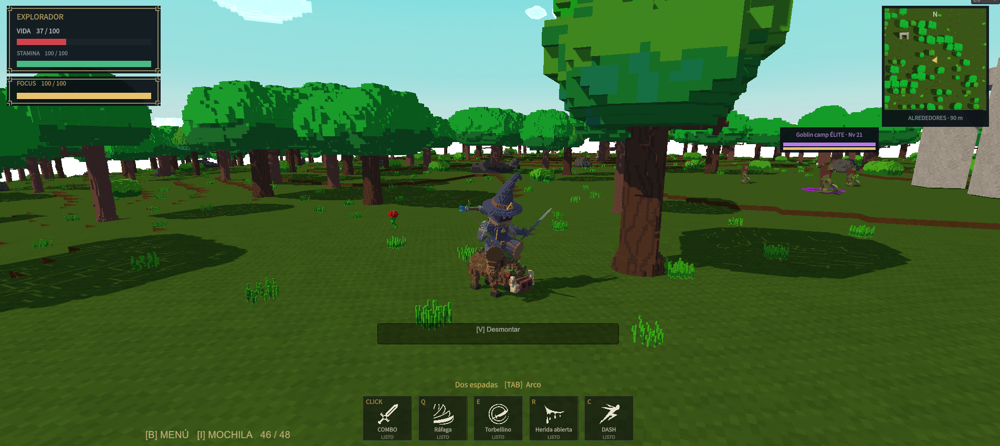 EXPLORADOR
VIDA 37 / 100
STAMINA 100 / 100
FOCUS 100 / 100
N
ALREDEDORES · 90 m
Goblin camp ÉLITE · Nv 21
[V] Desmontar
Dos espadas [TAB] Arco
CLICK
COMBO
LISTO
Q
Ráfaga
LISTO
E
Torbellino
LISTO
R
Herida abierta
LISTO
C
DASH
LISTO
[B] MENÚ [I] MOCHILA 46 / 48